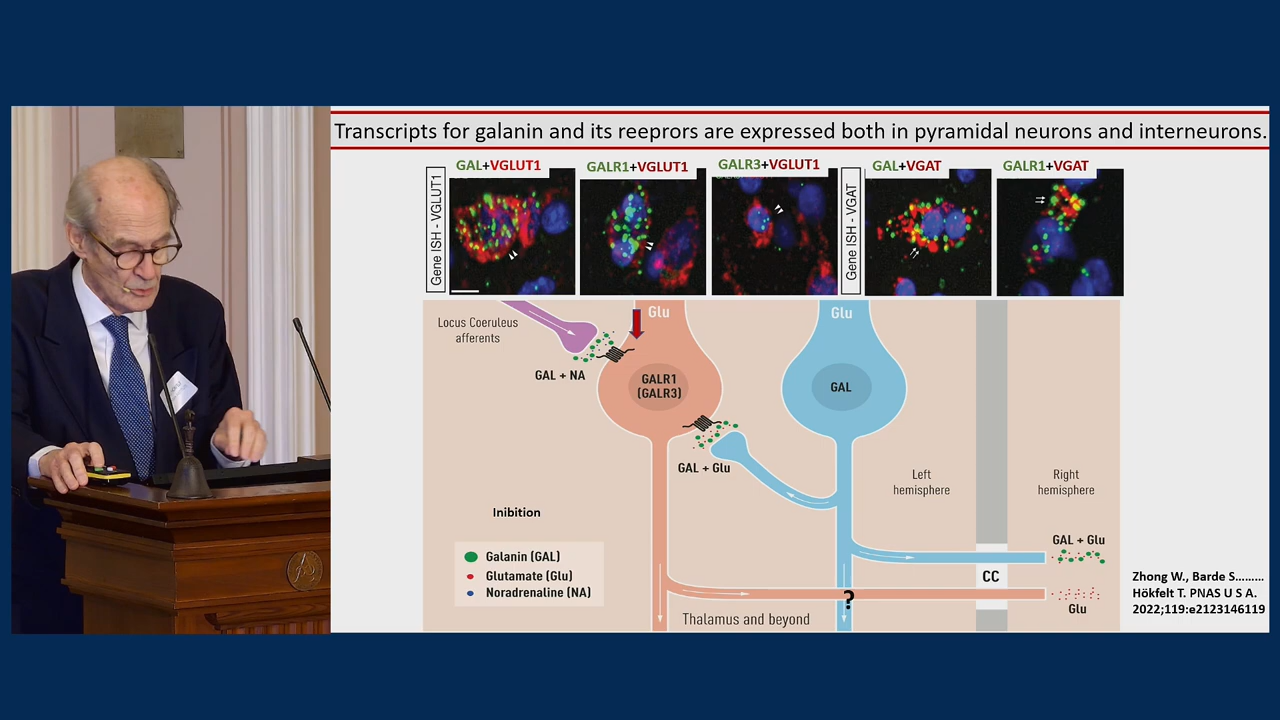 Transcripts for galanin and its reeprors are expressed both in pyramidal neurons and interneurons.
Gene ISH - VGLUT1
GAL+VGLUT1
GALR1+VGLUT1
GALR3+VGLUT1
Gene ISH - VGAT
GAL+VGAT
GALR1+VGAT
Locus Coeruleus
afferents
GAL + NA
Glu
GALR1
(GALR3)
Glu
GAL
GAL + Glu
Left
hemisphere
Right
hemisphere
Inibition
Galanin (GAL)
Glutamate (Glu)
Noradrenaline (NA)
GAL + Glu
CC
Glu
?
Thalamus and beyond
Zhong W., Barde S.........
Hökfelt T. PNAS U S A.
2022;119:e2123146119